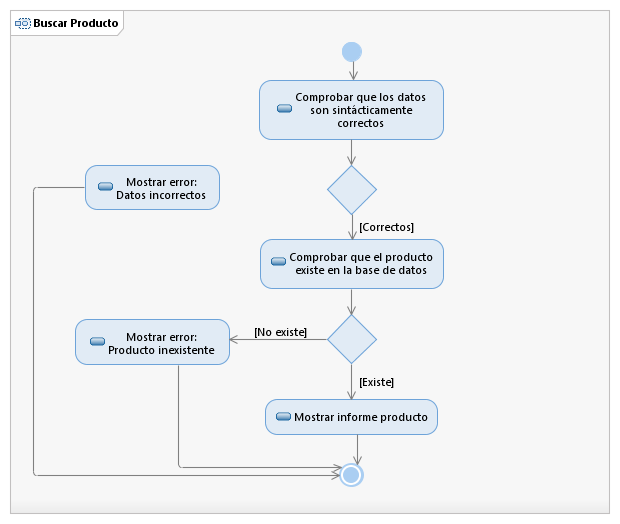 Buscar Producto
Comprobar que los datos
son sintácticamente
correctos
Mostrar error:
Datos incorrectos
[Correctos]
Comprobar que el producto
existe en la base de datos
Mostrar error:
Producto inexistente
[No existe]
[Existe]
Mostrar informe producto